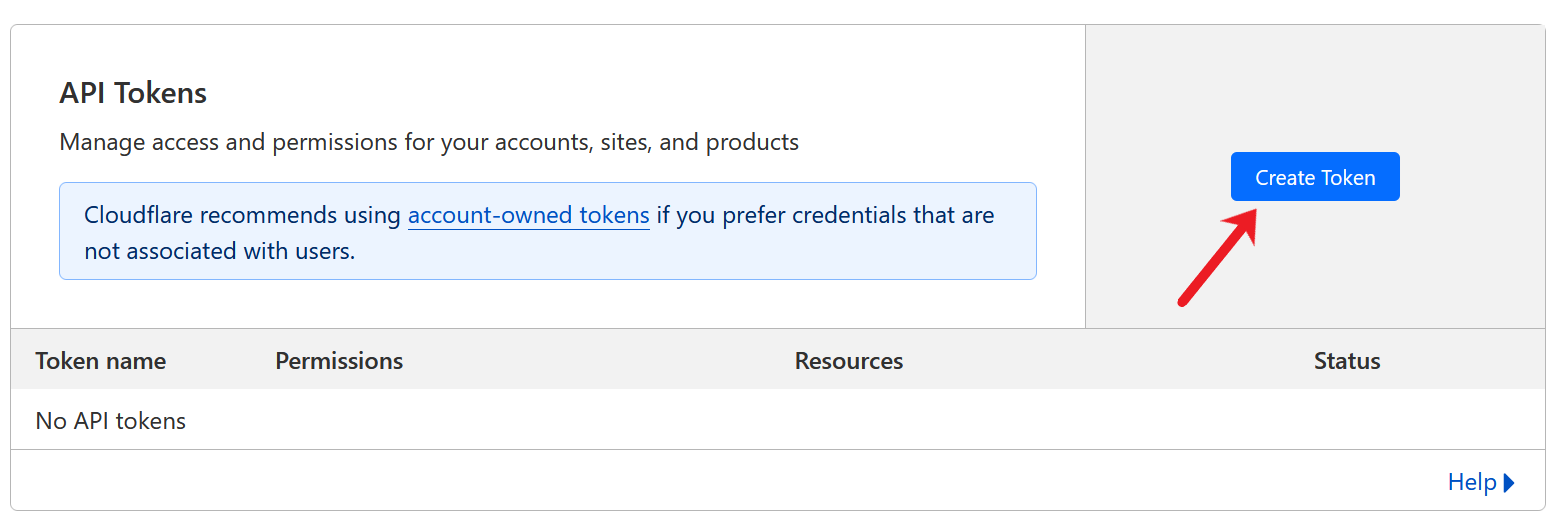 API Tokens
Manage access and permissions for your accounts, sites, and products
Create Token
Cloudflare recommends using account-owned tokens if you prefer credentials that are
not associated with users.
Token name Permissions Resources Status
No API tokens
Help